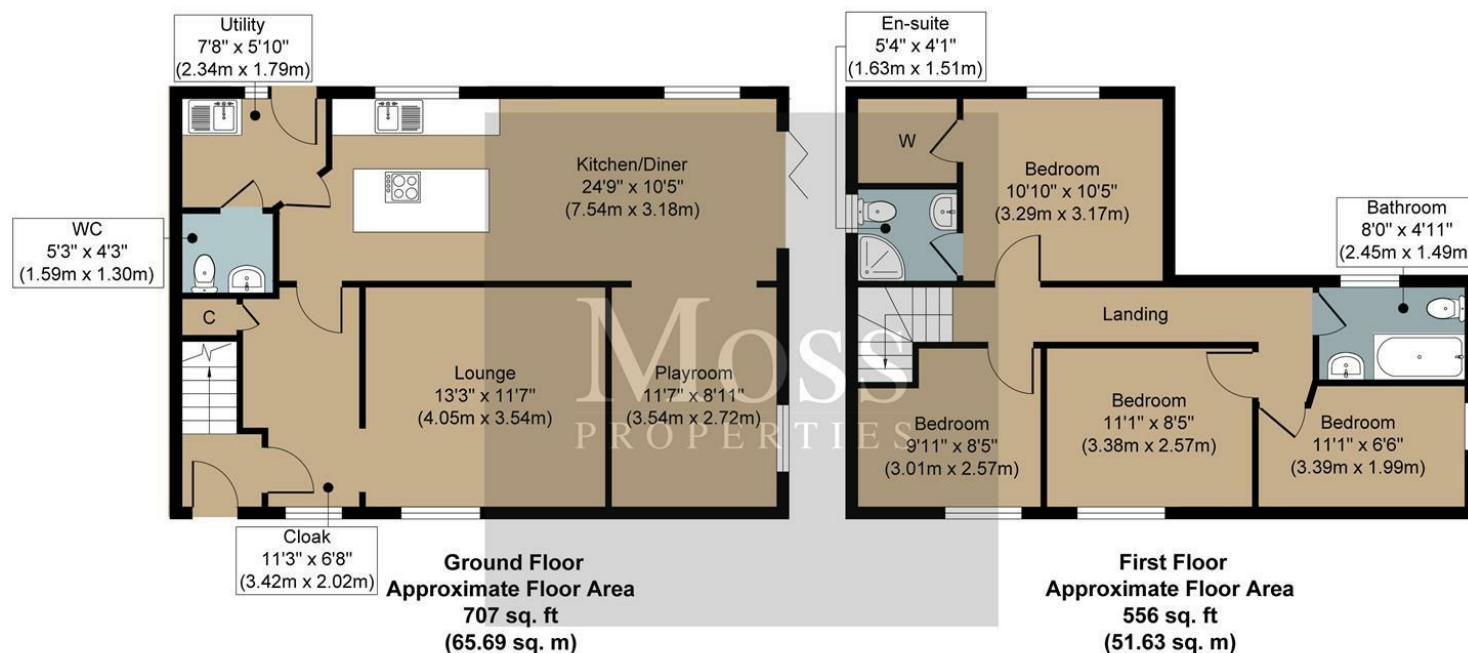 Utility
7'8" x 5'10"
(2.34m x 1.79m)
En-suite
5'4" x 4'1"
(1.63m x 1.51m)
W
Kitchen/Diner
24'9" x 10'5"
(7.54m x 3.18m)
Bedroom
10'10" x 10'5"
(3.29m x 3.17m)
Bathroom
8'0" x 4'11"
(2.45m x 1.49m
WC
5'3" x 4'3"
(1.59m x 1.30m)
C
Landing
Lounge
13'3" x 11'7"
(4.05m x 3.54m)
Playroom
11'7" x 8'11"
(3.54m x 2.72m)
MOSS
PROPERTIES
Bedroom
9'11" x 8'5"
(3.01m x 2.57m)
Bedroom
11'1" x 8'5"
(3.38m x 2.57m)
Bedroom
11'1" x 6'6"
(3.39m x 1.99m)
Cloak
11'3" x 6'8"
(3.42m x 2.02m)
Ground Floor
Approximate Floor Area
707 sq. ft
(65.69 sq. m)
First Floor
Approximate Floor Area
556 sq. ft
(51.63 sq. m)